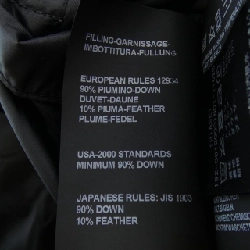 FILLING-GARNISSAGE
IMBOTTITURA-FULLUNG
EUROPEAN RULES 12934
90% PIUMINO-DOWN
DUVET-DAUNE
10% PIUMA-FEATHER
PLUME-FEDEL
USA-2000 STANDARDS
MINIMUM 90% DOWN
JAPANESE RULES: JIS 1903
90% DOWN
10% FEATHER